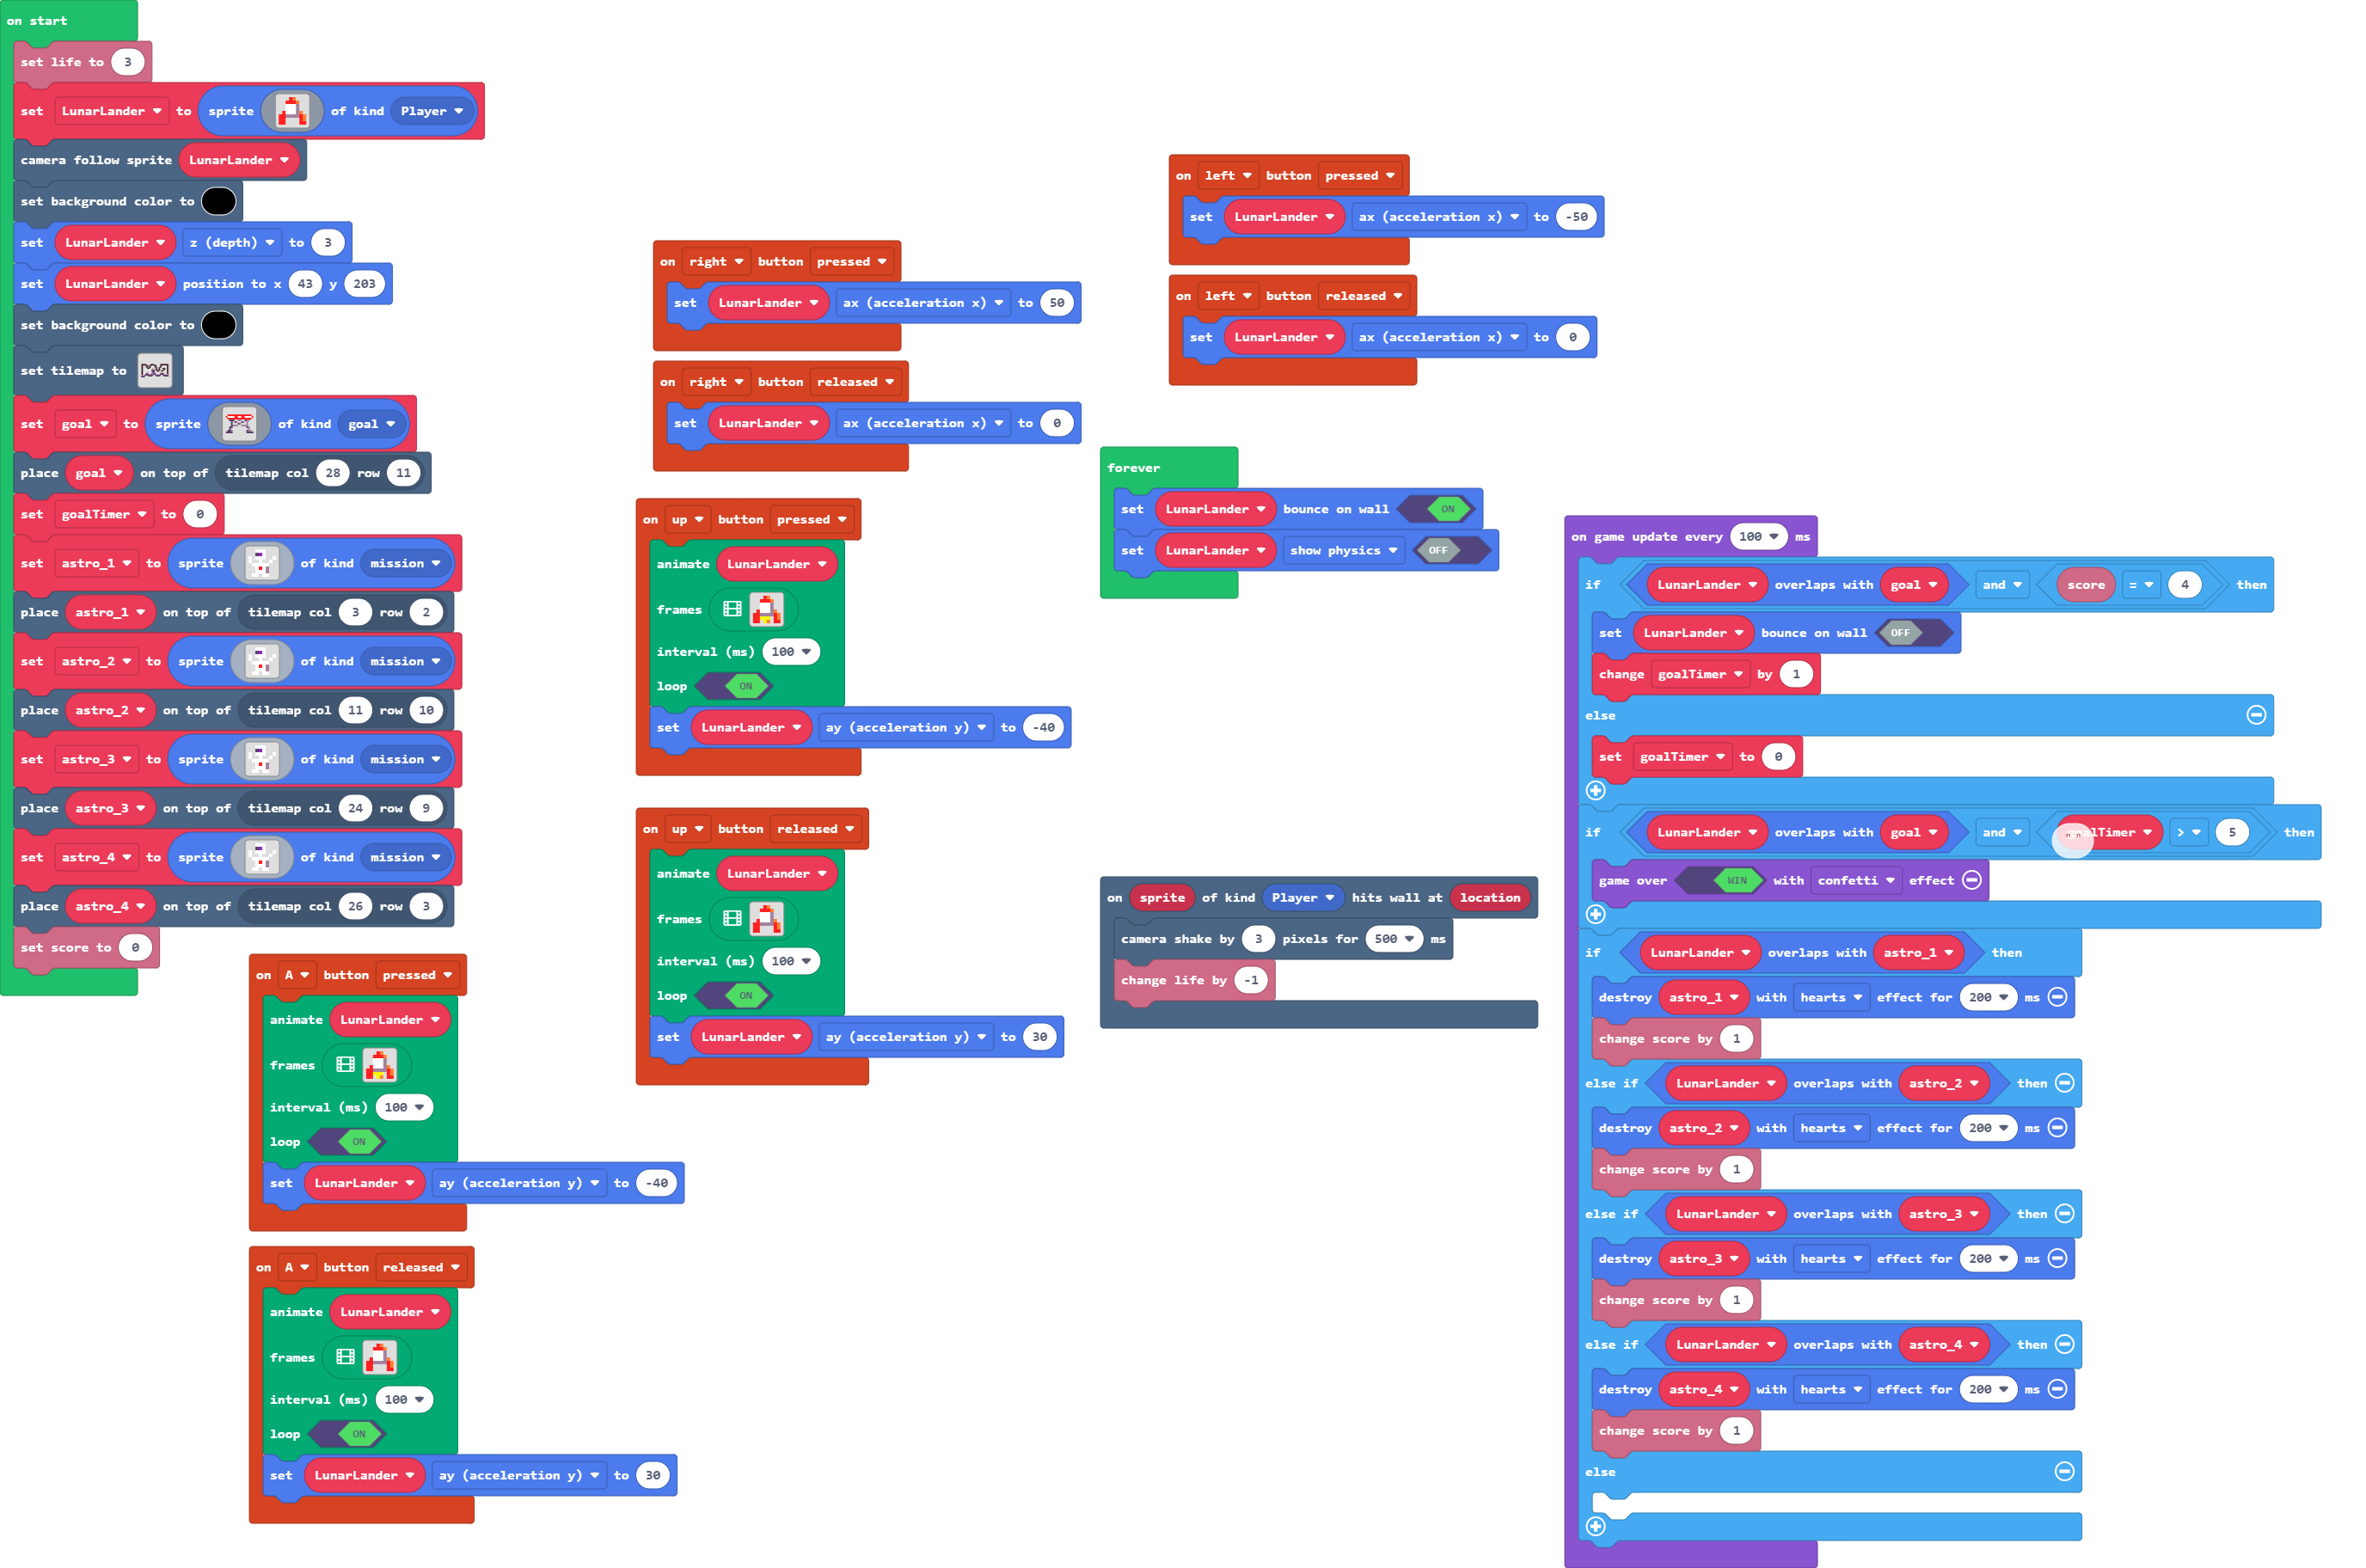 on start
set life to 3
set LunarLander to sprite of kind Player
camera follow sprite LunarLander
set background color to
set LunarLander z (depth) to 3
set LunarLander position to x 43 y 203
set background color to
set tilemap to
set goal to sprite of kind goal
place goal on top of tilemap col 28 row 11
set goalTimer to 0
set astro_1 to sprite of kind mission
place astro_1 on top of tilemap col 3 row 2
set astro_2 to sprite of kind mission
place astro_2 on top of tilemap col 11 row 10
set astro_3 to sprite of kind mission
place astro_3 on top of tilemap col 24 row 9
set astro_4 to sprite of kind mission
place astro_4 on top of tilemap col 26 row 3
set score to 0
on A button pressed
animate LunarLander
frames
interval (ms) 100
loop ON
set LunarLander ay (acceleration y) to -40
on A button released
animate LunarLander
frames
interval (ms) 100
loop ON
set LunarLander ay (acceleration y) to 30
on right button pressed
set LunarLander ax (acceleration x) to 50
on right button released
set LunarLander ax (acceleration x) to 0
on up button pressed
animate LunarLander
frames
interval (ms) 100
loop ON
set LunarLander ay (acceleration y) to -40
on up button released
animate LunarLander
frames
interval (ms) 100
loop ON
set LunarLander ay (acceleration y) to 30
on left button pressed
set LunarLander ax (acceleration x) to -50
on left button released
set LunarLander ax (acceleration x) to 0
forever
set LunarLander bounce on wall ON
set LunarLander show physics OFF
on sprite of kind Player hits wall at location
camera shake by 3 pixels for 500 ms
change life by -1
on game update every 100 ms
if LunarLander overlaps with goal and score = 4 then
set LunarLander bounce on wall OFF
change goalTimer by 1
else
set goalTimer to 0
if LunarLander overlaps with goal and goalTimer > 5 then
game over WIN with confetti effect
if LunarLander overlaps with astro_1 then
destroy astro_1 with hearts effect for 200 ms
change score by 1
else if LunarLander overlaps with astro_2 then
destroy astro_2 with hearts effect for 200 ms
change score by 1
else if LunarLander overlaps with astro_3 then
destroy astro_3 with hearts effect for 200 ms
change score by 1
else if LunarLander overlaps with astro_4 then
destroy astro_4 with hearts effect for 200 ms
change score by 1
else